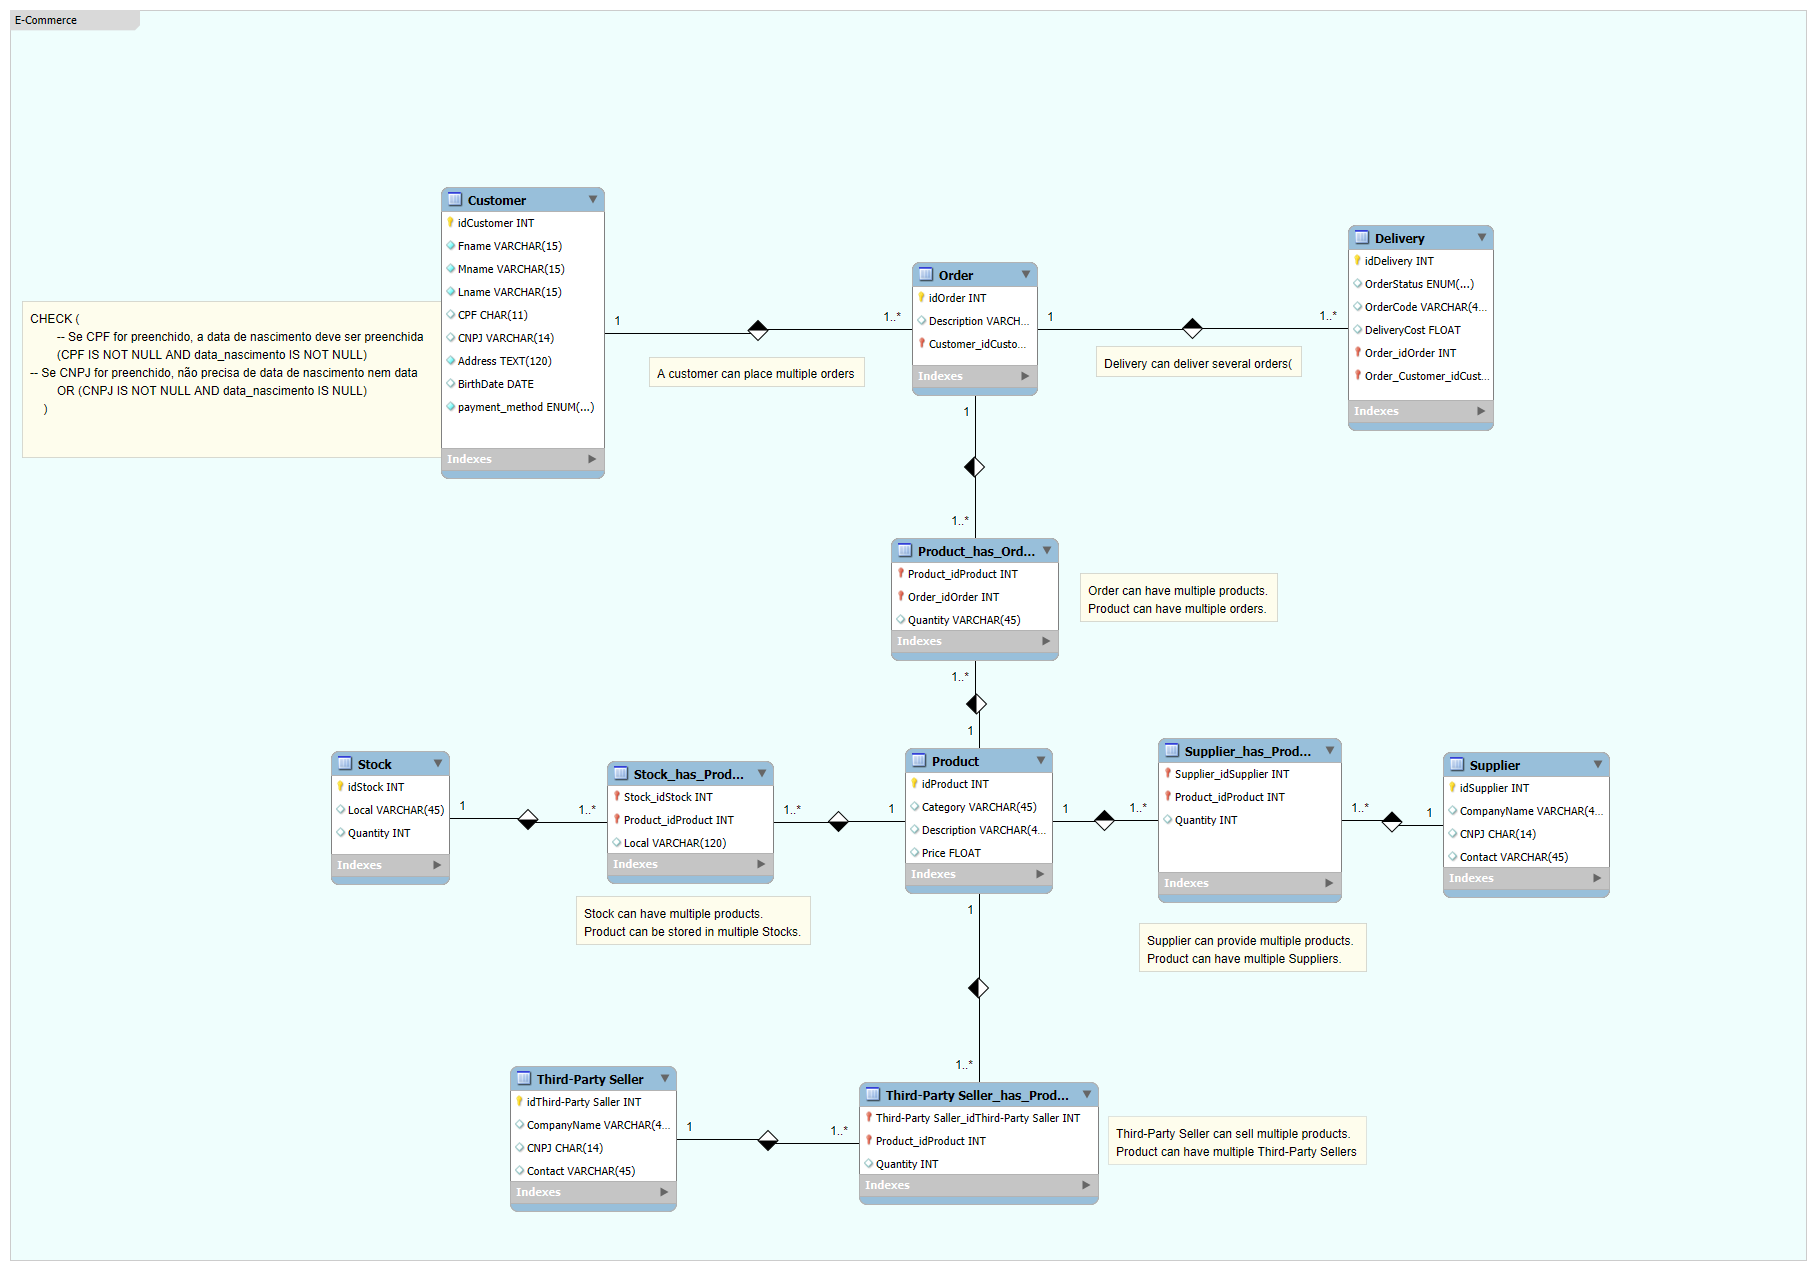 E-Commerce
Customer
idCustomer INT
Fname VARCHAR(15)
Mname VARCHAR(15)
Lname VARCHAR(15)
CPF CHAR(11)
CNPJ VARCHAR(14)
Address TEXT(120)
BirthDate DATE
payment_method ENUM(...)
Indexes
CHECK (
-- Se CPF for preenchido, a data de nascimento deve ser preenchida
(CPF IS NOT NULL AND data_nascimento IS NOT NULL)
-- Se CNPJ for preenchido, não precisa de data de nascimento nem data
OR (CNPJ IS NOT NULL AND data_nascimento IS NULL)
)
1
1..*
A customer can place multiple orders
Order
idOrder INT
Description VARCH...
Customer_idCusto...
Indexes
1
1..*
Delivery can deliver several orders(
Delivery
idDelivery INT
OrderStatus ENUM(...)
OrderCode VARCHAR(4...
DeliveryCost FLOAT
Order_idOrder INT
Order_Customer_idCust...
Indexes
1
1..*
Product_has_Ord...
Product_idProduct INT
Order_idOrder INT
Quantity VARCHAR(45)
Indexes
Order can have multiple products.
Product can have multiple orders.
1..*
1
Stock
idStock INT
Local VARCHAR(45)
Quantity INT
Indexes
1
1..*
Stock_has_Prod...
Stock_idStock INT
Product_idProduct INT
Local VARCHAR(120)
Indexes
Stock can have multiple products.
Product can be stored in multiple Stocks.
1..*
1
Product
idProduct INT
Category VARCHAR(45)
Description VARCHAR(4...
Price FLOAT
Indexes
1
1..*
Supplier_has_Prod...
Supplier_idSupplier INT
Product_idProduct INT
Quantity INT
Indexes
Supplier can provide multiple products.
Product can have multiple Suppliers.
1..*
1
Supplier
idSupplier INT
CompanyName VARCHAR(4...
CNPJ CHAR(14)
Contact VARCHAR(45)
Indexes
1
1..*
Third-Party Seller
idThird-Party Saller INT
CompanyName VARCHAR(4...
CNPJ CHAR(14)
Contact VARCHAR(45)
Indexes
1
1..*
Third-Party Seller_has_Prod...
Third-Party Saller_idThird-Party Saller INT
Product_idProduct INT
Quantity INT
Indexes
Third-Party Seller can sell multiple products.
Product can have multiple Third-Party Sellers